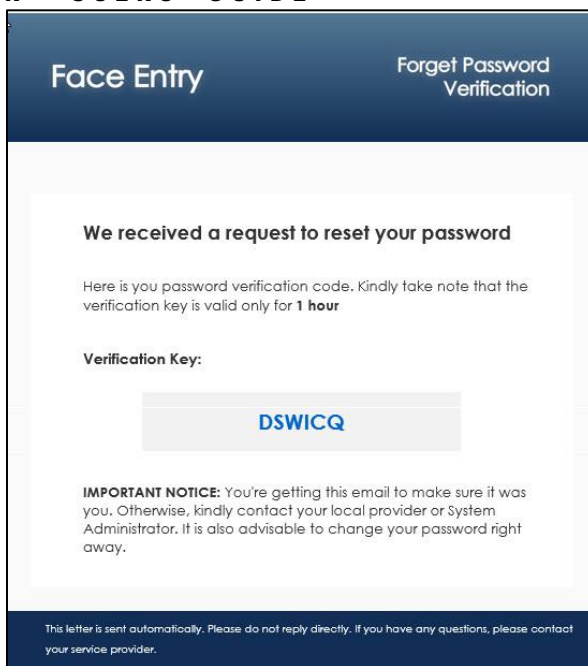 Face Entry
Forget Password
Verification
We received a request to reset your password
Here is you password verification code. Kindly take note that the
verification key is valid only for 1 hour
Verification Key:
DSWICQ
IMPORTANT NOTICE: You're getting this email to make sure it was
you. Otherwise, kindly contact your local provider or System
Administrator. It is also advisable to change your password right
away.
This letter is sent automatically. Please do not reply directly. If you have any questions, please contact
your service provider.